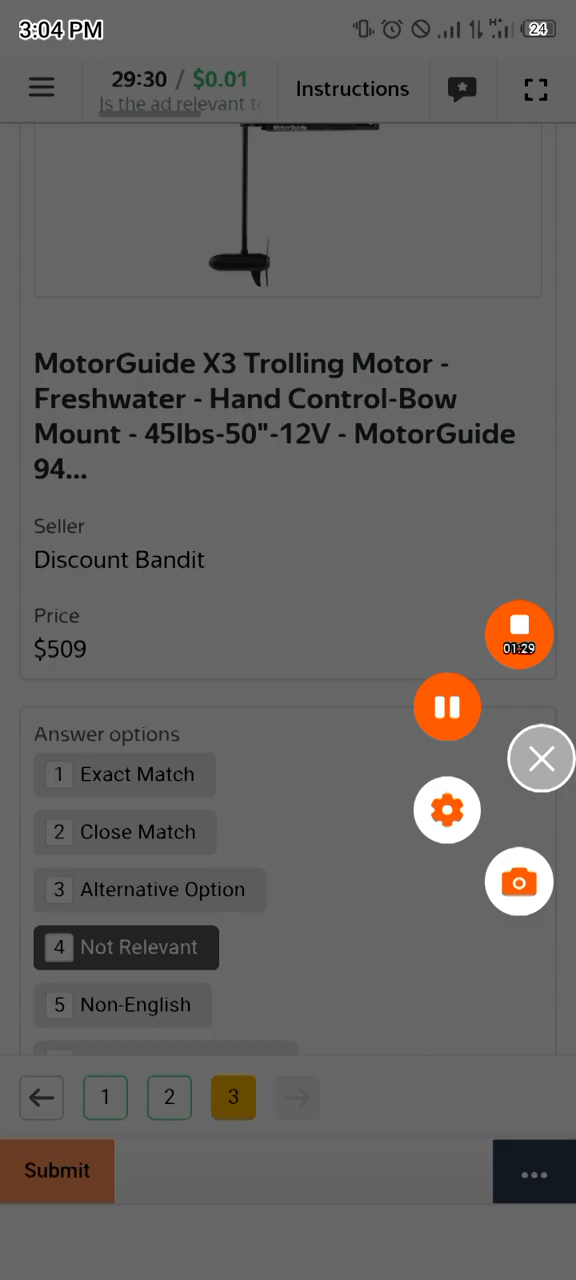 3:04 PM
24
29:30 / $0.01
Instructions
Is the ad relevant t
MotorGuide
MotorGuide X3 Trolling Motor -
Freshwater - Hand Control-Bow
Mount - 45lbs-50"-12V - MotorGuide
94...
Seller
Discount Bandit
Price
$509
01:29
Answer options
1 Exact Match
2 Close Match
3 Alternative Option
4 Not Relevant
5 Non-English
1 2 3
Submit
...